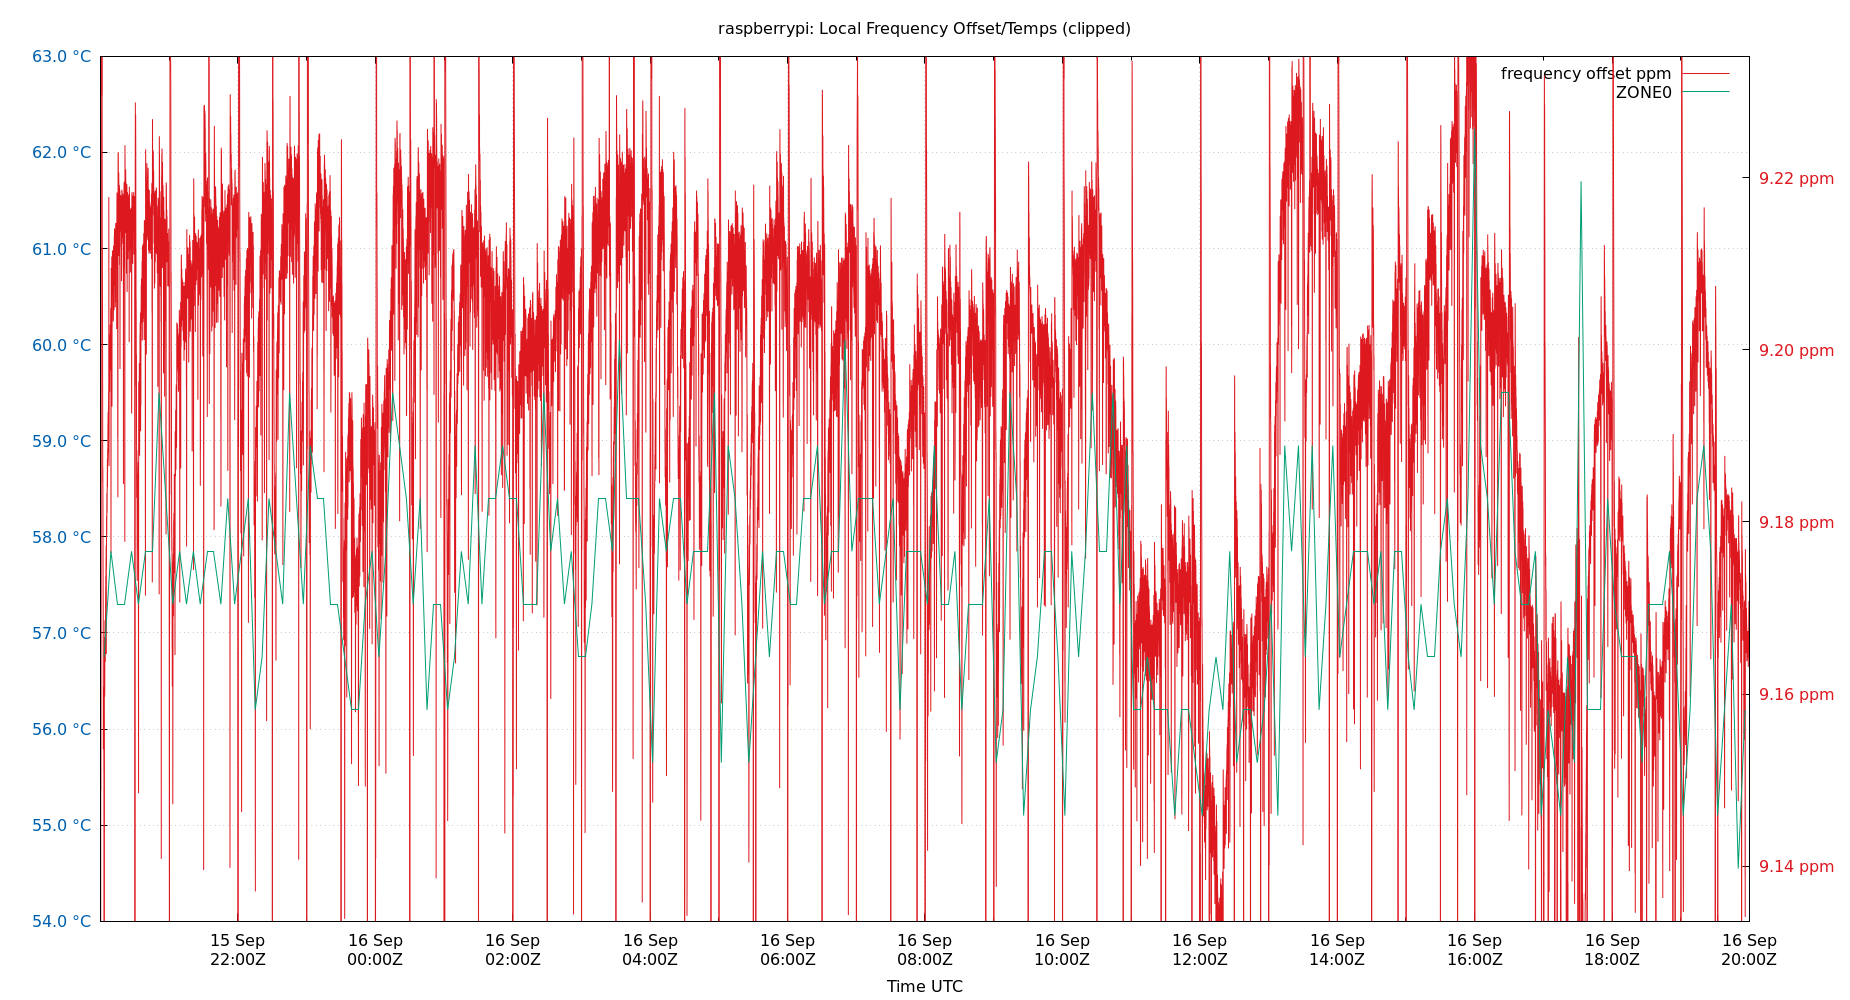 raspberrypi: Local Frequency Offset/Temps (clipped)
63.0 °C
62.0 °C
61.0 °C
60.0 °C
59.0 °C
58.0 °C
57.0 °C
56.0 °C
55.0 °C
54.0 °C
frequency offset ppm
ZONE0
9.22 ppm
9.20 ppm
9.18 ppm
9.16 ppm
9.14 ppm
15 Sep 16 Sep 16 Sep 16 Sep 16 Sep 16 Sep 16 Sep 16 Sep 16 Sep 16 Sep 16 Sep 16 Sep
22:00Z 00:00Z 02:00Z 04:00Z 06:00Z 08:00Z 10:00Z 12:00Z 14:00Z 16:00Z 18:00Z 20:00Z
Time UTC